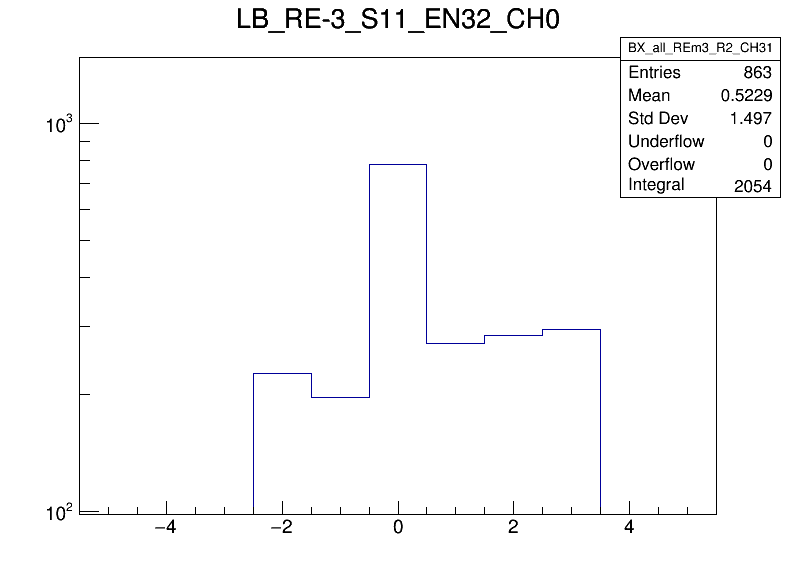 LB_RE-3_S11_EN32_CH0
BX_all_REm3_R2_CH31
Entries 863
Mean 0.5229
Std Dev 1.497
Underflow 0
Overflow 0
Integral 2054
10³
10²
−4 −2 0 2 4